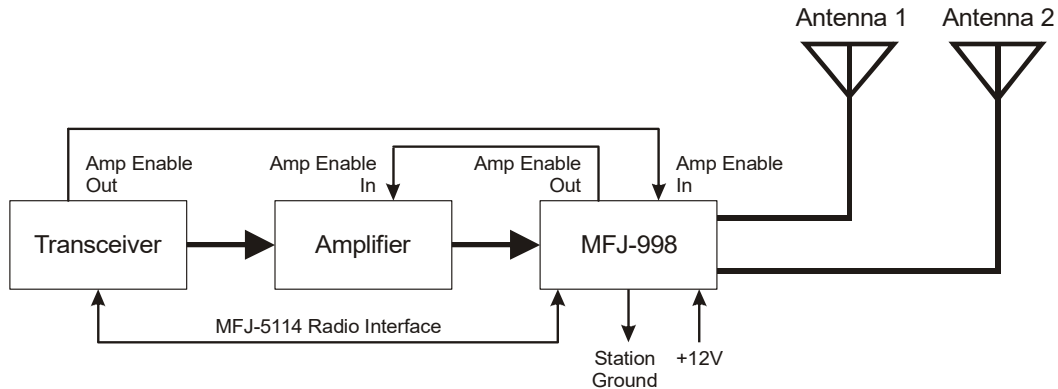 Antenna 1
Antenna 2
Amp Enable
Out
Amp Enable
In
Amp Enable
Out
Amp Enable
In
Transceiver
Amplifier
MFJ-998
MFJ-5114 Radio Interface
Station
Ground
+12V